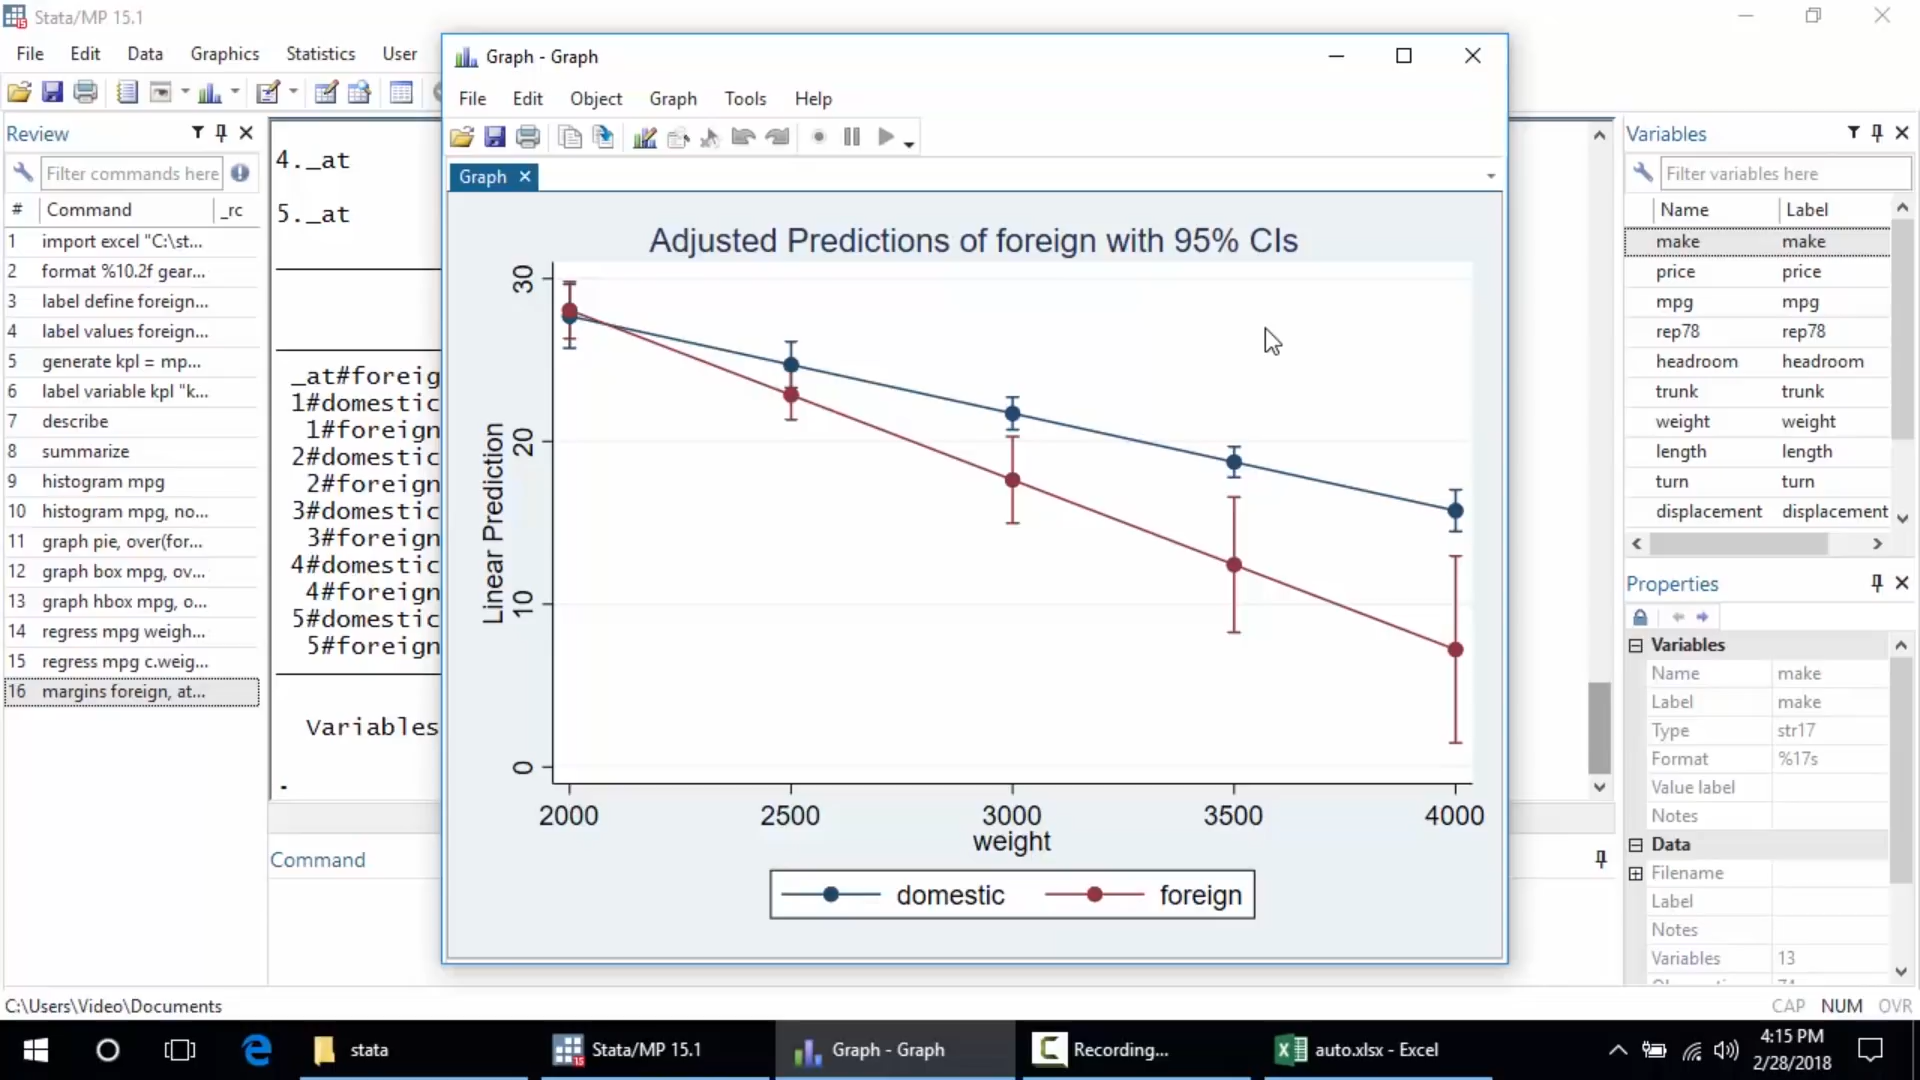 Stata/MP 15.1
File Edit Data Graphics Statistics User
Review
Filter commands here
# Command _rc
1 import excel "C:\st...
2 format %10.2f gear...
3 label define foreign...
4 label values foreign...
5 generate kpl = mp...
6 label variable kpl "k...
7 describe
8 summarize
9 histogram mpg
10 histogram mpg, no...
11 graph pie, over(for...
12 graph box mpg, ov...
13 graph hbox mpg, o...
14 regress mpg weigh...
15 regress mpg c.weig...
16 margins foreign, at...
4._at
5._at
_at#foreig
1#domestic
1#foreign
2#domestic
2#foreign
3#domestic
3#foreign
4#domestic
4#foreign
5#domestic
5#foreign
Variables
.
Command
Graph - Graph
File Edit Object Graph Tools Help
Graph
Adjusted Predictions of foreign with 95% CIs
Linear Prediction
30
20
10
0
2000 2500 3000 3500 4000
weight
domestic foreign
Variables
Filter variables here
Name Label
make make
price price
mpg mpg
rep78 rep78
headroom headroom
trunk trunk
weight weight
length length
turn turn
displacement displacement
Properties
Variables
Name make
Label make
Type str17
Format %17s
Value label
Notes
Data
Filename
Label
Notes
Variables 13
C:\Users\Video\Documents
CAP NUM OVR
stata
Stata/MP 15.1
Graph - Graph
Recording...
auto.xlsx - Excel
4:15 PM
2/28/2018